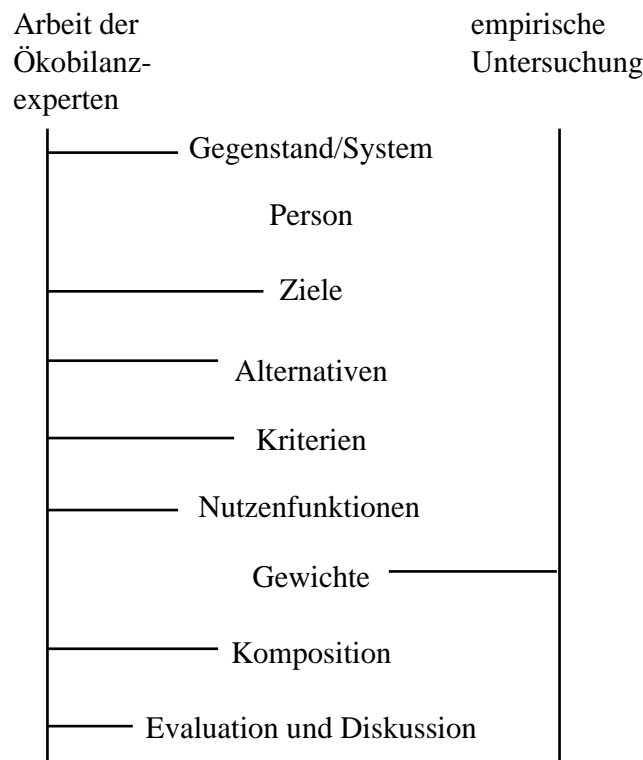 Arbeit der
Ökobilanz-
experten
empirische
Untersuchung
Gegenstand/System
Person
Ziele
Alternativen
Kriterien
Nutzenfunktionen
Gewichte
Komposition
Evaluation und Diskussion